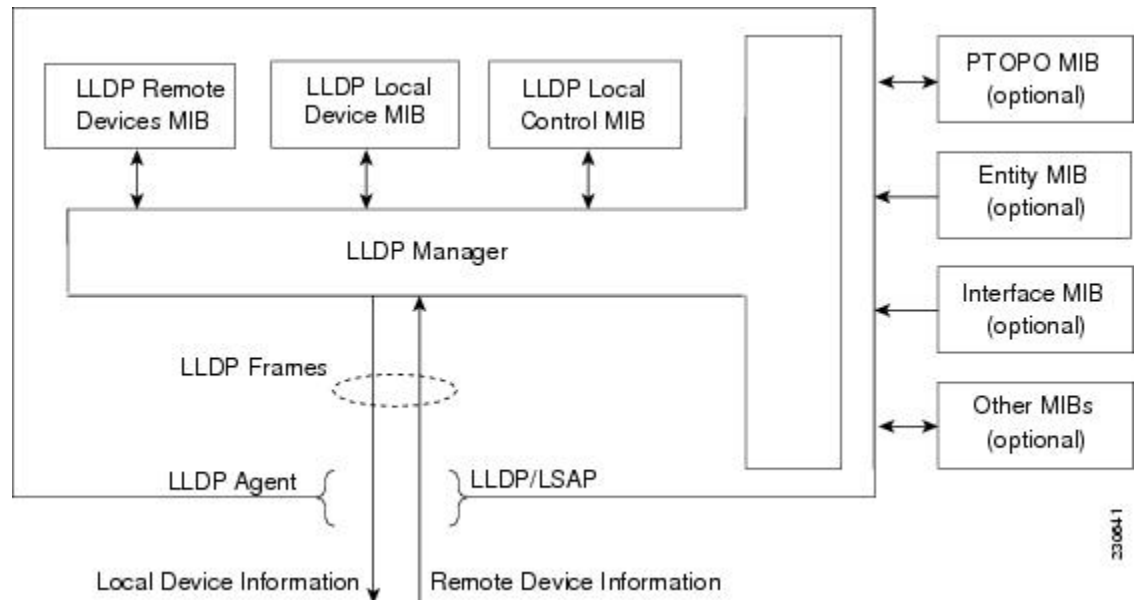 LLDP Remote
Devices MIB
LLDP Local
Device MIB
LLDP Local
Control MIB
PTOPO MIB
(optional)
Entity MIB
(optional)
LLDP Manager
Interface MIB
(optional)
LLDP Frames
Other MIBs
(optional)
LLDP Agent
LLDP/LSAP
Local Device Information
Remote Device Information
230641